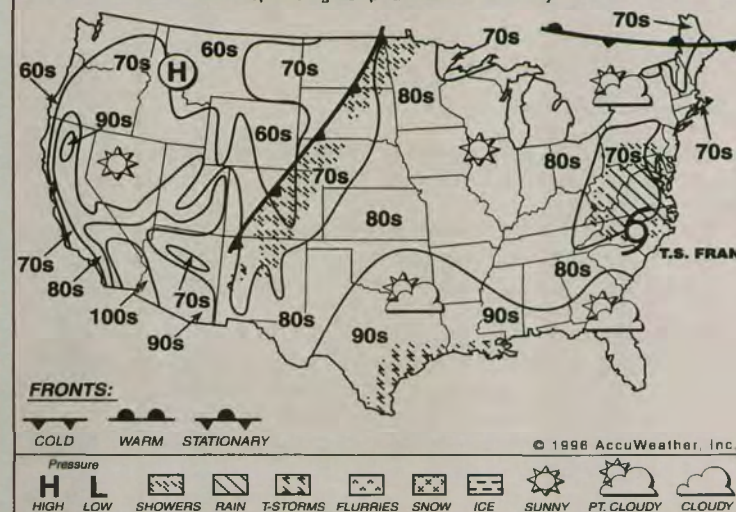 70s
60s
70s
60s
H
70s
70s
80s
90s
60s
70s
80s
70s
70s
80s
T.S. FRAN
70s
80s
100s
70s
90s
80s
90s
90s
80s
FRONTS:
COLD WARM STATIONARY
© 1996 AccuWeather, Inc.
Pressure
H L
HIGH LOW SHOWERS RAIN T-STORMS FLURRIES SNOW ICE SUNNY PT. CLOUDY CLOUDY